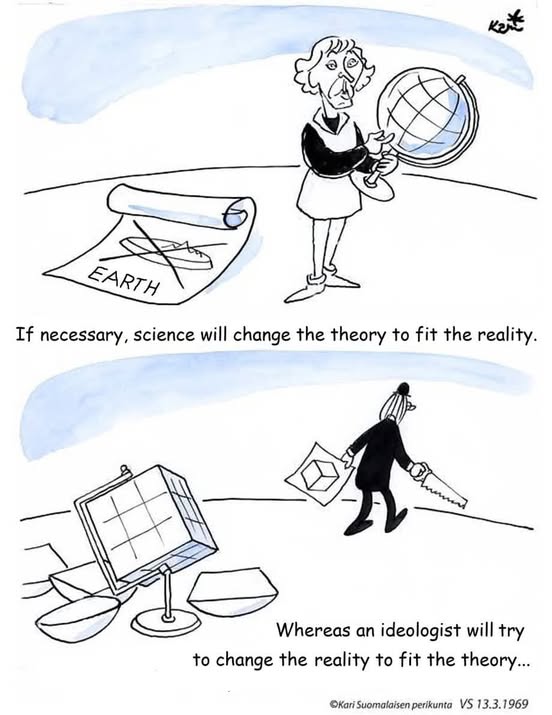 Kari
EARTH
If necessary, science will change the theory to fit the reality.
Whereas an ideologist will try
to change the reality to fit the theory...
©Kari Suomalaisen perikunta VS 13.3.1969